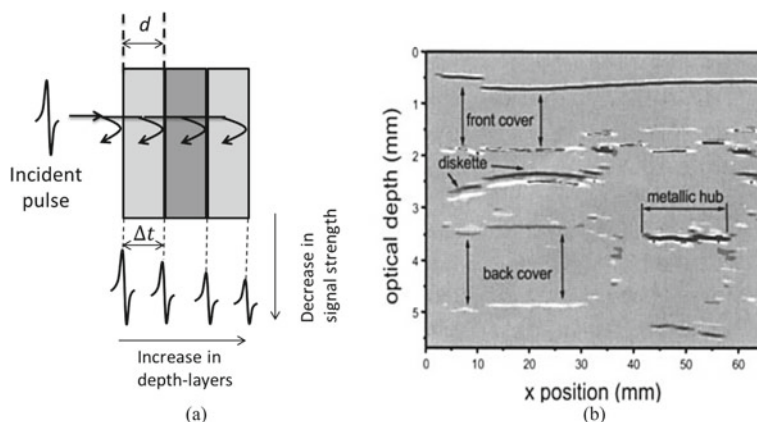 d
Incident
pulse
Δt
Decrease in
signal strength
Increase in
depth-layers
(a)
optical depth (mm)
0
1
2
3
4
5
front cover
diskette
metallic hub
back cover
0 10 20 30 40 50 60
x position (mm)
(b)